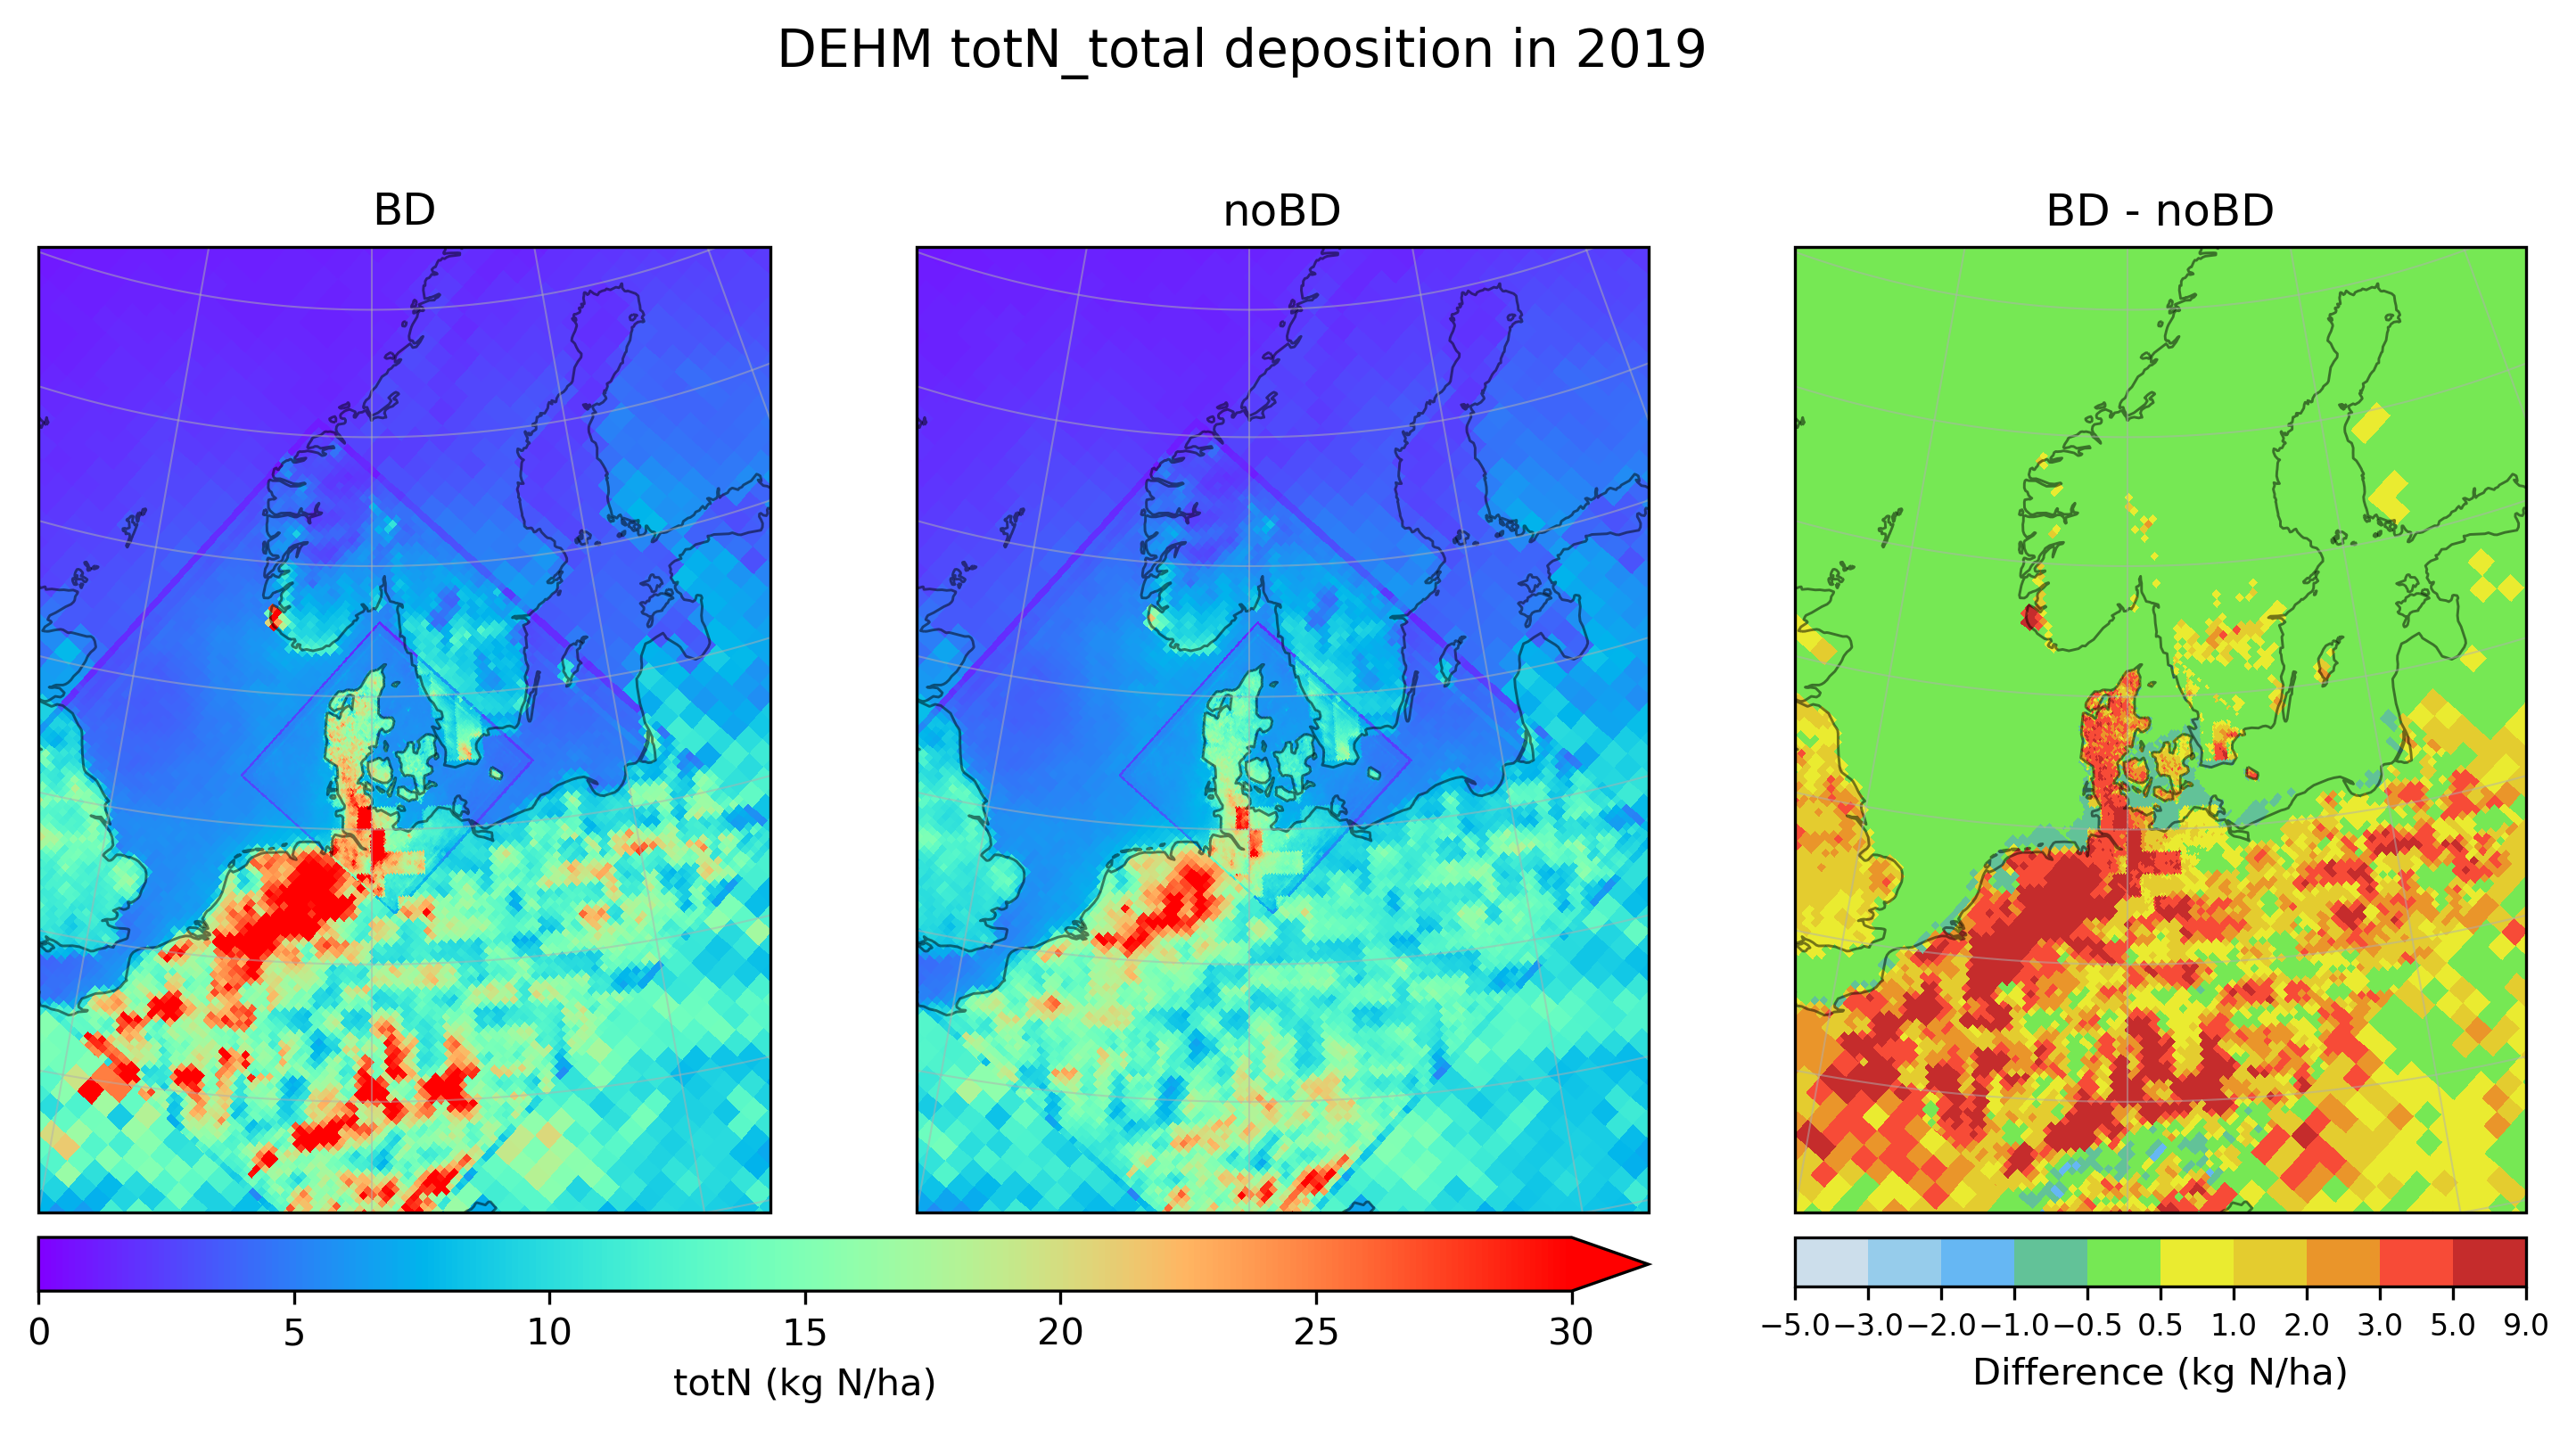 DEHM totN_total deposition in 2019
BD
noBD
BD - noBD
0 5 10 15 20 25 30
totN (kg N/ha)
−5.0 −3.0 −2.0 −1.0 −0.5 0.5 1.0 2.0 3.0 5.0 9.0
Difference (kg N/ha)